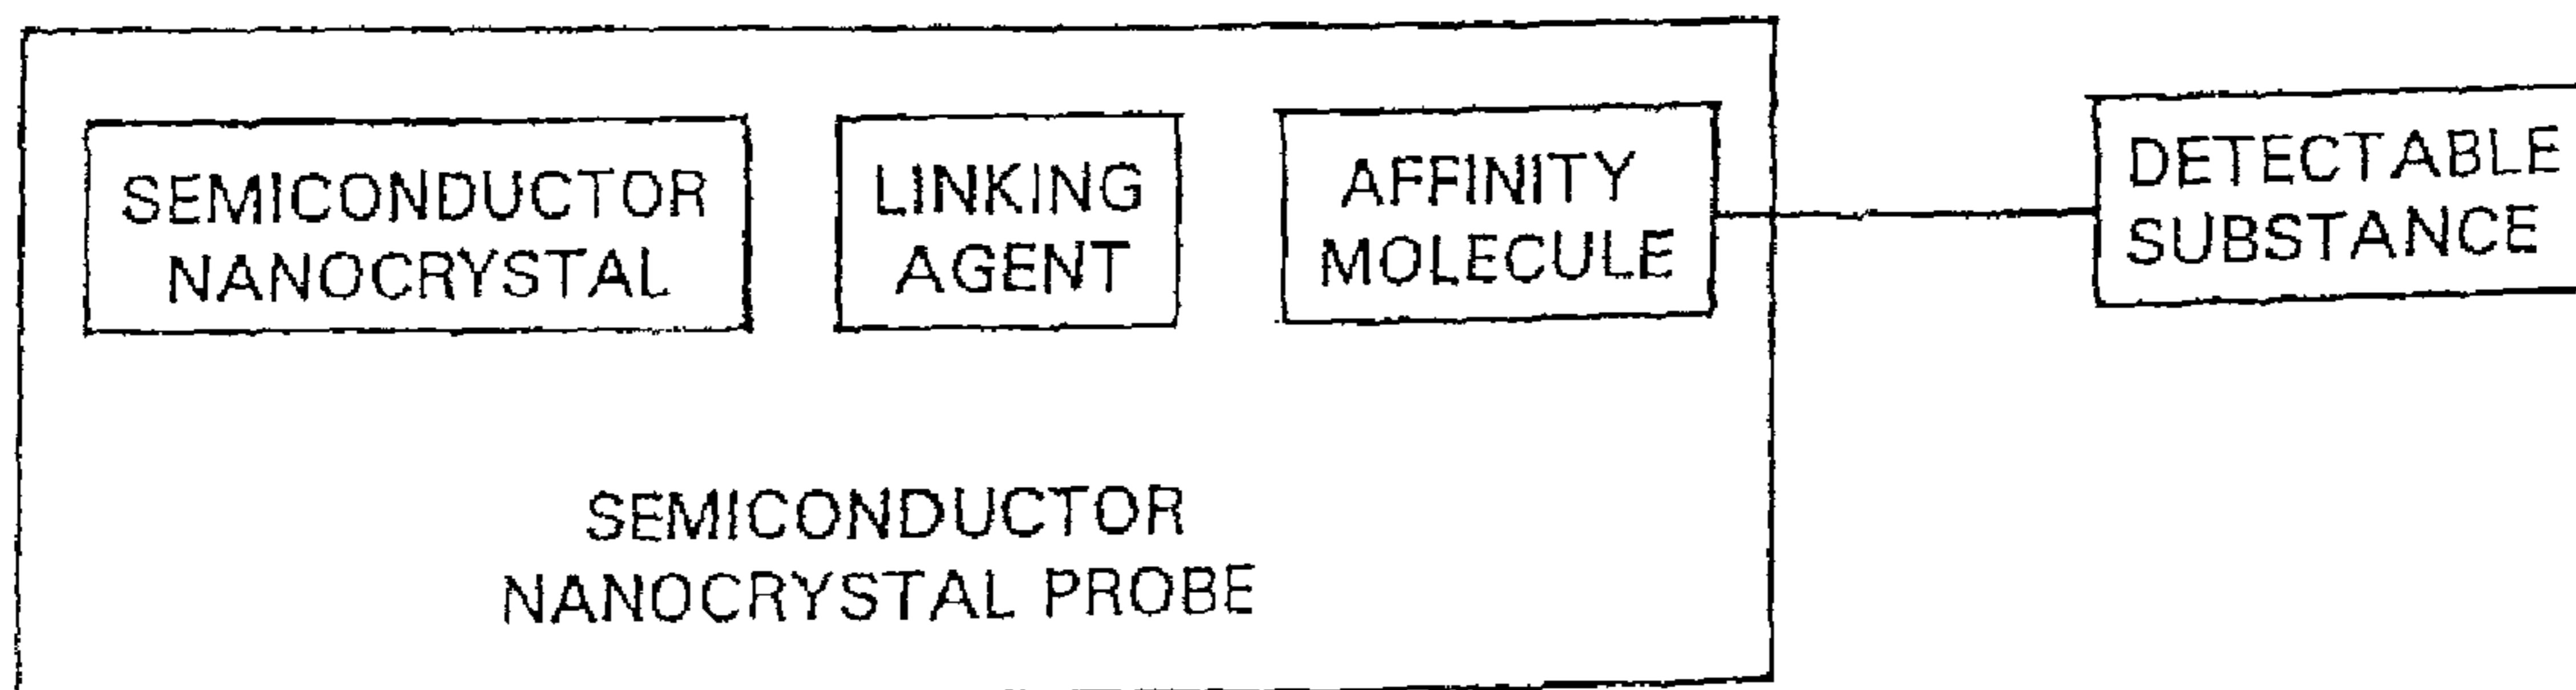 SEMICONDUCTOR
NANOCRYSTAL
LINKING
AGENT
AFFINITY
MOLECULE
DETECTABLE
SUBSTANCE
SEMICONDUCTOR
NANOCRYSTAL PROBE